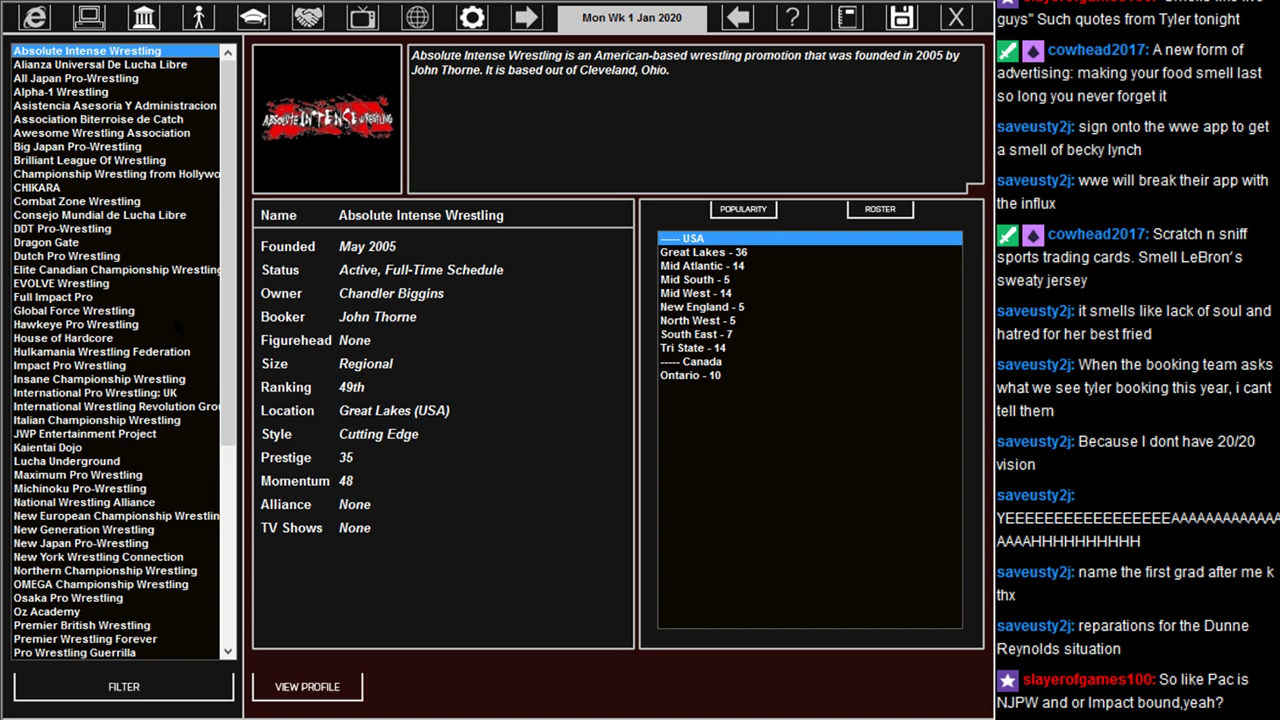 Mon Wk 1 Jan 2020
Absolute Intense Wrestling
Alianza Universal De Lucha Libre
All Japan Pro-Wrestling
Alpha-1 Wrestling
Asistencia Asesoria Y Administracion
Association Biterroise de Catch
Awesome Wrestling Association
Big Japan Pro-Wrestling
Brilliant League Of Wrestling
Championship Wrestling from Hollywo
CHIKARA
Combat Zone Wrestling
Consejo Mundial de Lucha Libre
DDT Pro-Wrestling
Dragon Gate
Dutch Pro Wrestling
Elite Canadian Championship Wrestling
EVOLVE Wrestling
Full Impact Pro
Global Force Wrestling
Hawkeye Pro Wrestling
House of Hardcore
Hulkamania Wrestling Federation
Impact Pro Wrestling
Insane Championship Wrestling
International Pro Wrestling: UK
International Wrestling Revolution Gro
Italian Championship Wrestling
JWP Entertainment Project
Kaientai Dojo
Lucha Underground
Maximum Pro Wrestling
Michinoku Pro-Wrestling
National Wrestling Alliance
New European Championship Wrestlin
New Generation Wrestling
New Japan Pro-Wrestling
New York Wrestling Connection
Northern Championship Wrestling
OMEGA Championship Wrestling
Osaka Pro Wrestling
Oz Academy
Premier British Wrestling
Premier Wrestling Forever
Pro Wrestling Guerrilla
FILTER
ABSOLUTE INTENSE WRESTLING
Absolute Intense Wrestling is an American-based wrestling promotion that was founded in 2005 by
John Thorne. It is based out of Cleveland, Ohio.
Name Absolute Intense Wrestling
Founded May 2005
Status Active, Full-Time Schedule
Owner Chandler Biggins
Booker John Thorne
Figurehead None
Size Regional
Ranking 49th
Location Great Lakes (USA)
Style Cutting Edge
Prestige 35
Momentum 48
Alliance None
TV Shows None
VIEW PROFILE
POPULARITY ROSTER
----- USA
Great Lakes - 36
Mid Atlantic - 14
Mid South - 5
Mid West - 14
New England - 5
North West - 5
South East - 7
Tri State - 14
----- Canada
Ontario - 10
guys" Such quotes from Tyler tonight
cowhead2017: A new form of
advertising: making your food smell last
so long you never forget it
saveusty2j: sign onto the wwe app to get
a smell of becky lynch
saveusty2j: wwe will break their app with
the influx
cowhead2017: Scratch n sniff
sports trading cards. Smell LeBron's
sweaty jersey
saveusty2j: it smells like lack of soul and
hatred for her best fried
saveusty2j: When the booking team asks
what we see tyler booking this year, i cant
tell them
saveusty2j: Because I dont have 20/20
vision
saveusty2j:
YEEEEEEEEEEEEEEEEEAAAAAAAAAAAAA
AAAAHHHHHHHHHHH
saveusty2j: name the first grad after me k
thx
saveusty2j: reparations for the Dunne
Reynolds situation
slayerofgames100: So like Pac is
NJPW and or Impact bound,yeah?